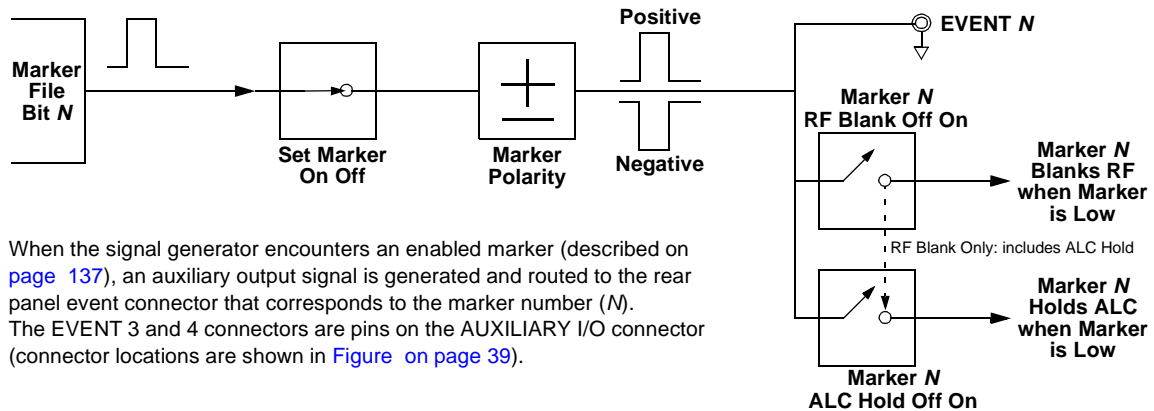 Marker
File
Bit N
Set Marker
On Off
Marker
Polarity
Positive
Negative
EVENT N
Marker N
RF Blank Off On
Marker N
Blanks RF
when Marker
is Low
RF Blank Only: includes ALC Hold
Marker N
Holds ALC
when Marker
is Low
Marker N
ALC Hold Off On
When the signal generator encounters an enabled marker (described on
page 137), an auxiliary output signal is generated and routed to the rear
panel event connector that corresponds to the marker number (N).
The EVENT 3 and 4 connectors are pins on the AUXILIARY I/O connector
(connector locations are shown in Figure on page 39).